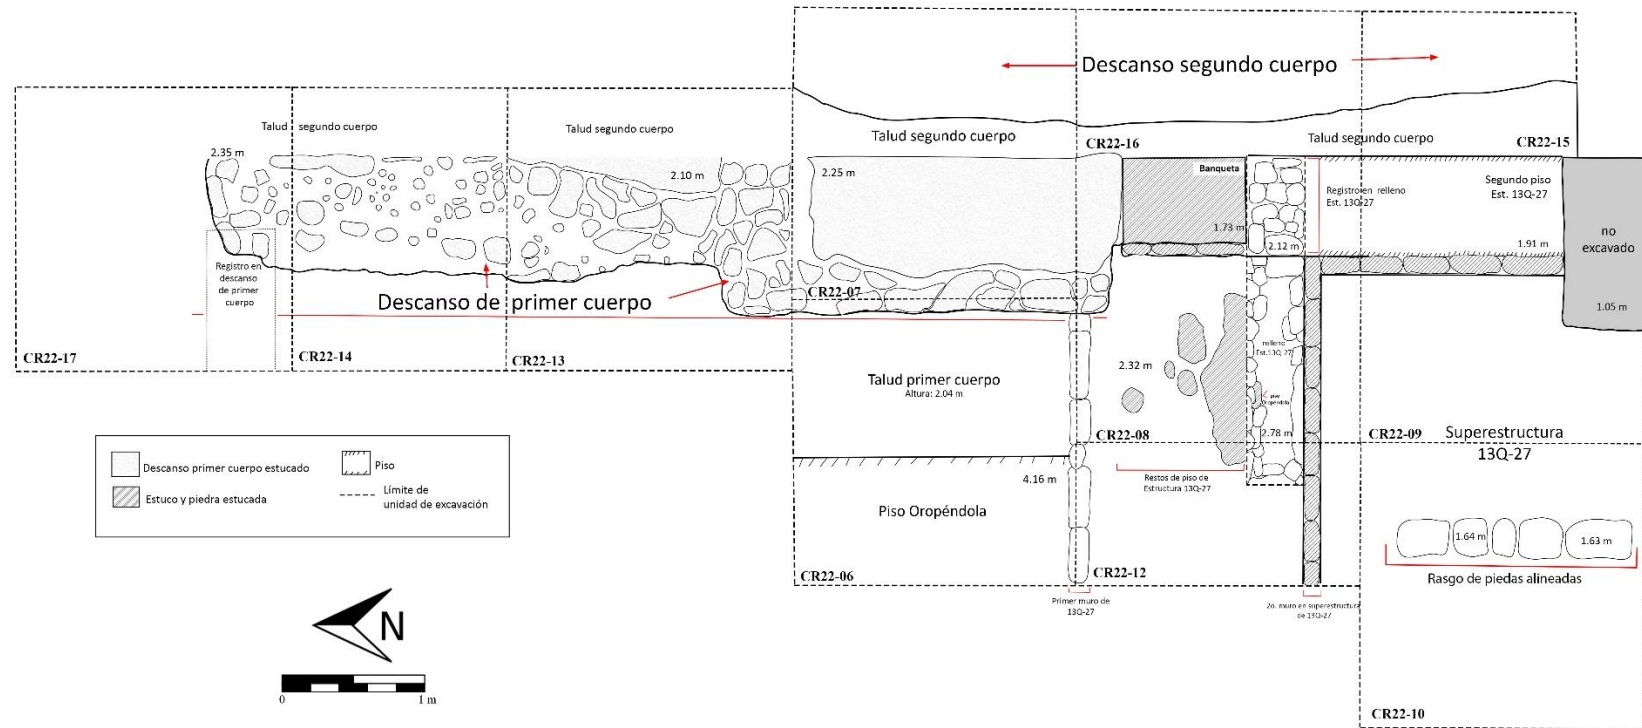 Descanso segundo cuerpo
Talud segundo cuerpo
Talud segundo cuerpo
Talud segundo cuerpo
Talud segundo cuerpo
CR22-16
CR22-15
2.35 m
2.10 m
2.25 m
Banqueta
1.73 m
2.12 m
Registro en relleno
Est. 13Q-27
Segundo piso
Est. 13Q-27
1.91 m
no
excavado
1.05 m
Registro en
descanso
de primer
cuerpo
Descanso de primer cuerpo
CR22-07
CR22-17
CR22-14
CR22-13
Talud primer cuerpo
Altura: 2.04 m
2.32 m
relleno
Est.13Q-27
piso
Oropéndola
2.78 m
CR22-08
CR22-09
Superestructura
13Q-27
Restos de piso de
Estructura 13Q-27
4.16 m
Piso Oropéndola
CR22-06
CR22-12
Primer muro de
13Q-27
2o. muro en superestructura
de 13Q-27
1.64 m
1.63 m
Rasgo de piedas alineadas
CR22-10
Descanso primer cuerpo estucado
Piso
Estuco y piedra estucada
Límite de
unidad de excavación
N
0
1 m